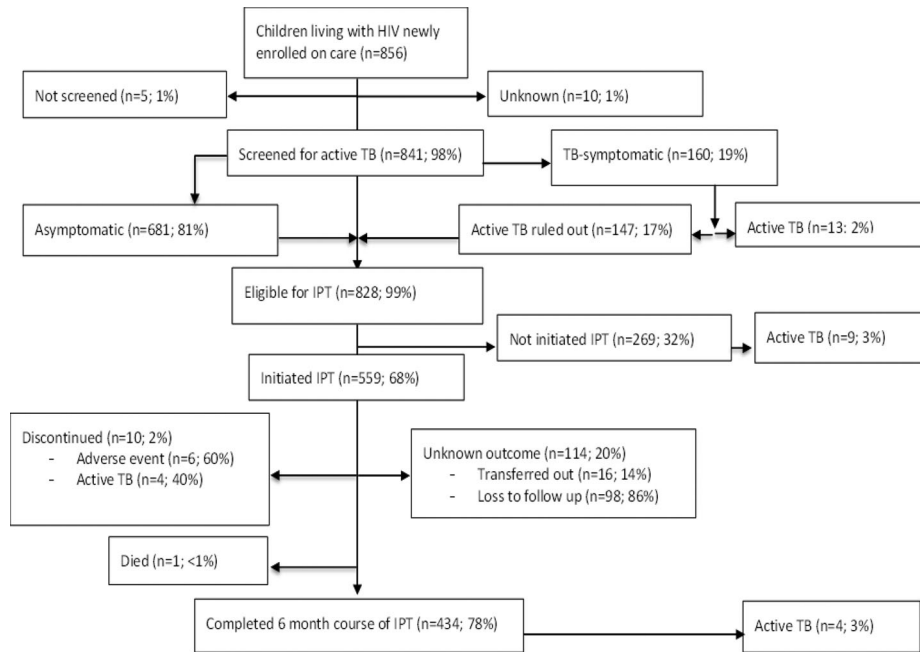 Children living with HIV newly
enrolled on care (n=856)
Not screened (n=5; 1%)
Unknown (n=10; 1%)
Screened for active TB (n=841; 98%)
TB-symptomatic (n=160; 19%)
Asymptomatic (n=681; 81%)
Active TB ruled out (n=147; 17%)
Active TB (n=13: 2%)
Eligible for IPT (n=828; 99%)
Not initiated IPT (n=269; 32%)
Active TB (n=9; 3%)
Initiated IPT (n=559; 68%)
Discontinued (n=10; 2%)
- Adverse event (n=6; 60%)
- Active TB (n=4; 40%)
Unknown outcome (n=114; 20%)
- Transferred out (n=16; 14%)
- Loss to follow up (n=98; 86%)
Died (n=1; <1%)
Completed 6 month course of IPT (n=434; 78%)
Active TB (n=4; 3%)